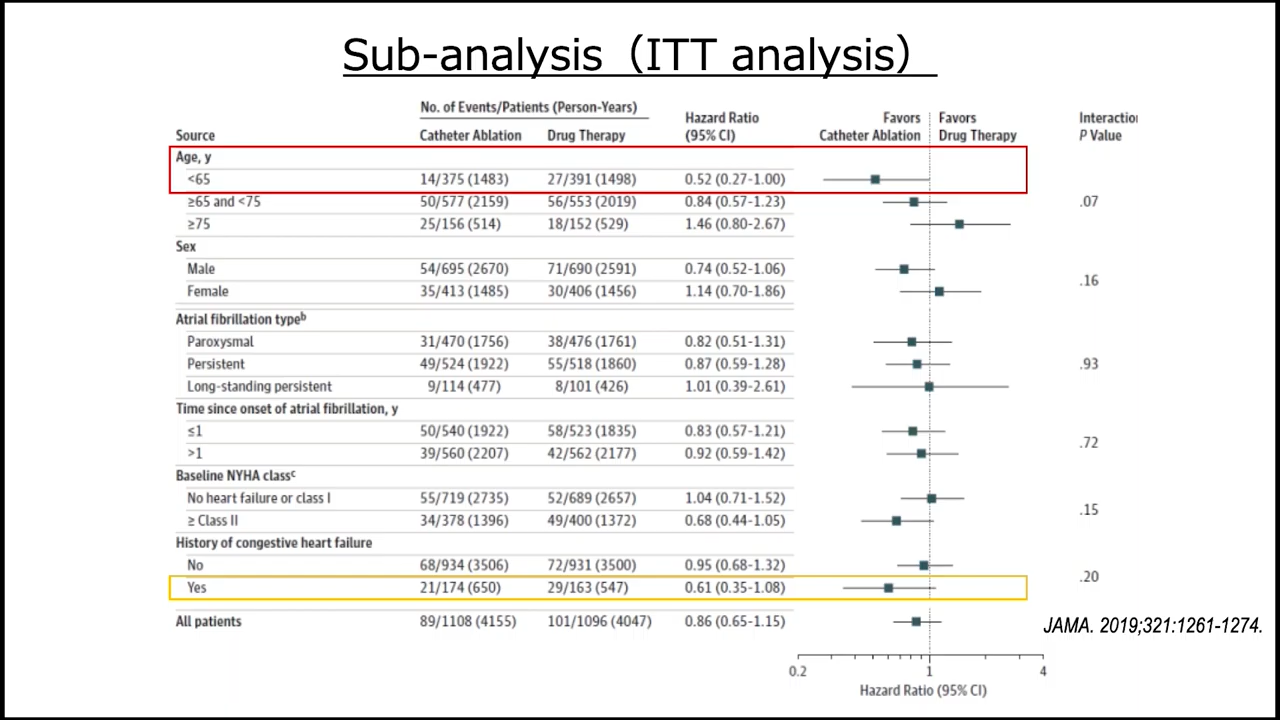 Sub-analysis（ITT analysis）
No. of Events/Patients (Person-Years)
Source Catheter Ablation Drug Therapy Hazard Ratio (95% CI) Favors Catheter Ablation Favors Drug Therapy Interaction P Value
Age, y
<65 14/375 (1483) 27/391 (1498) 0.52 (0.27-1.00)
≥65 and <75 50/577 (2159) 56/553 (2019) 0.84 (0.57-1.23) .07
≥75 25/156 (514) 18/152 (529) 1.46 (0.80-2.67)
Sex
Male 54/695 (2670) 71/690 (2591) 0.74 (0.52-1.06)
.16
Female 35/413 (1485) 30/406 (1456) 1.14 (0.70-1.86)
Atrial fibrillation typeᵇ
Paroxysmal 31/470 (1756) 38/476 (1761) 0.82 (0.51-1.31)
Persistent 49/524 (1922) 55/518 (1860) 0.87 (0.59-1.28) .93
Long-standing persistent 9/114 (477) 8/101 (426) 1.01 (0.39-2.61)
Time since onset of atrial fibrillation, y
≤1 50/540 (1922) 58/523 (1835) 0.83 (0.57-1.21)
.72
>1 39/560 (2207) 42/562 (2177) 0.92 (0.59-1.42)
Baseline NYHA classᶜ
No heart failure or class I 55/719 (2735) 52/689 (2657) 1.04 (0.71-1.52)
.15
≥ Class II 34/378 (1396) 49/400 (1372) 0.68 (0.44-1.05)
History of congestive heart failure
No 68/934 (3506) 72/931 (3500) 0.95 (0.68-1.32)
.20
Yes 21/174 (650) 29/163 (547) 0.61 (0.35-1.08)
All patients 89/1108 (4155) 101/1096 (4047) 0.86 (0.65-1.15)
JAMA. 2019;321:1261-1274.
0.2 1 4
Hazard Ratio (95% CI)